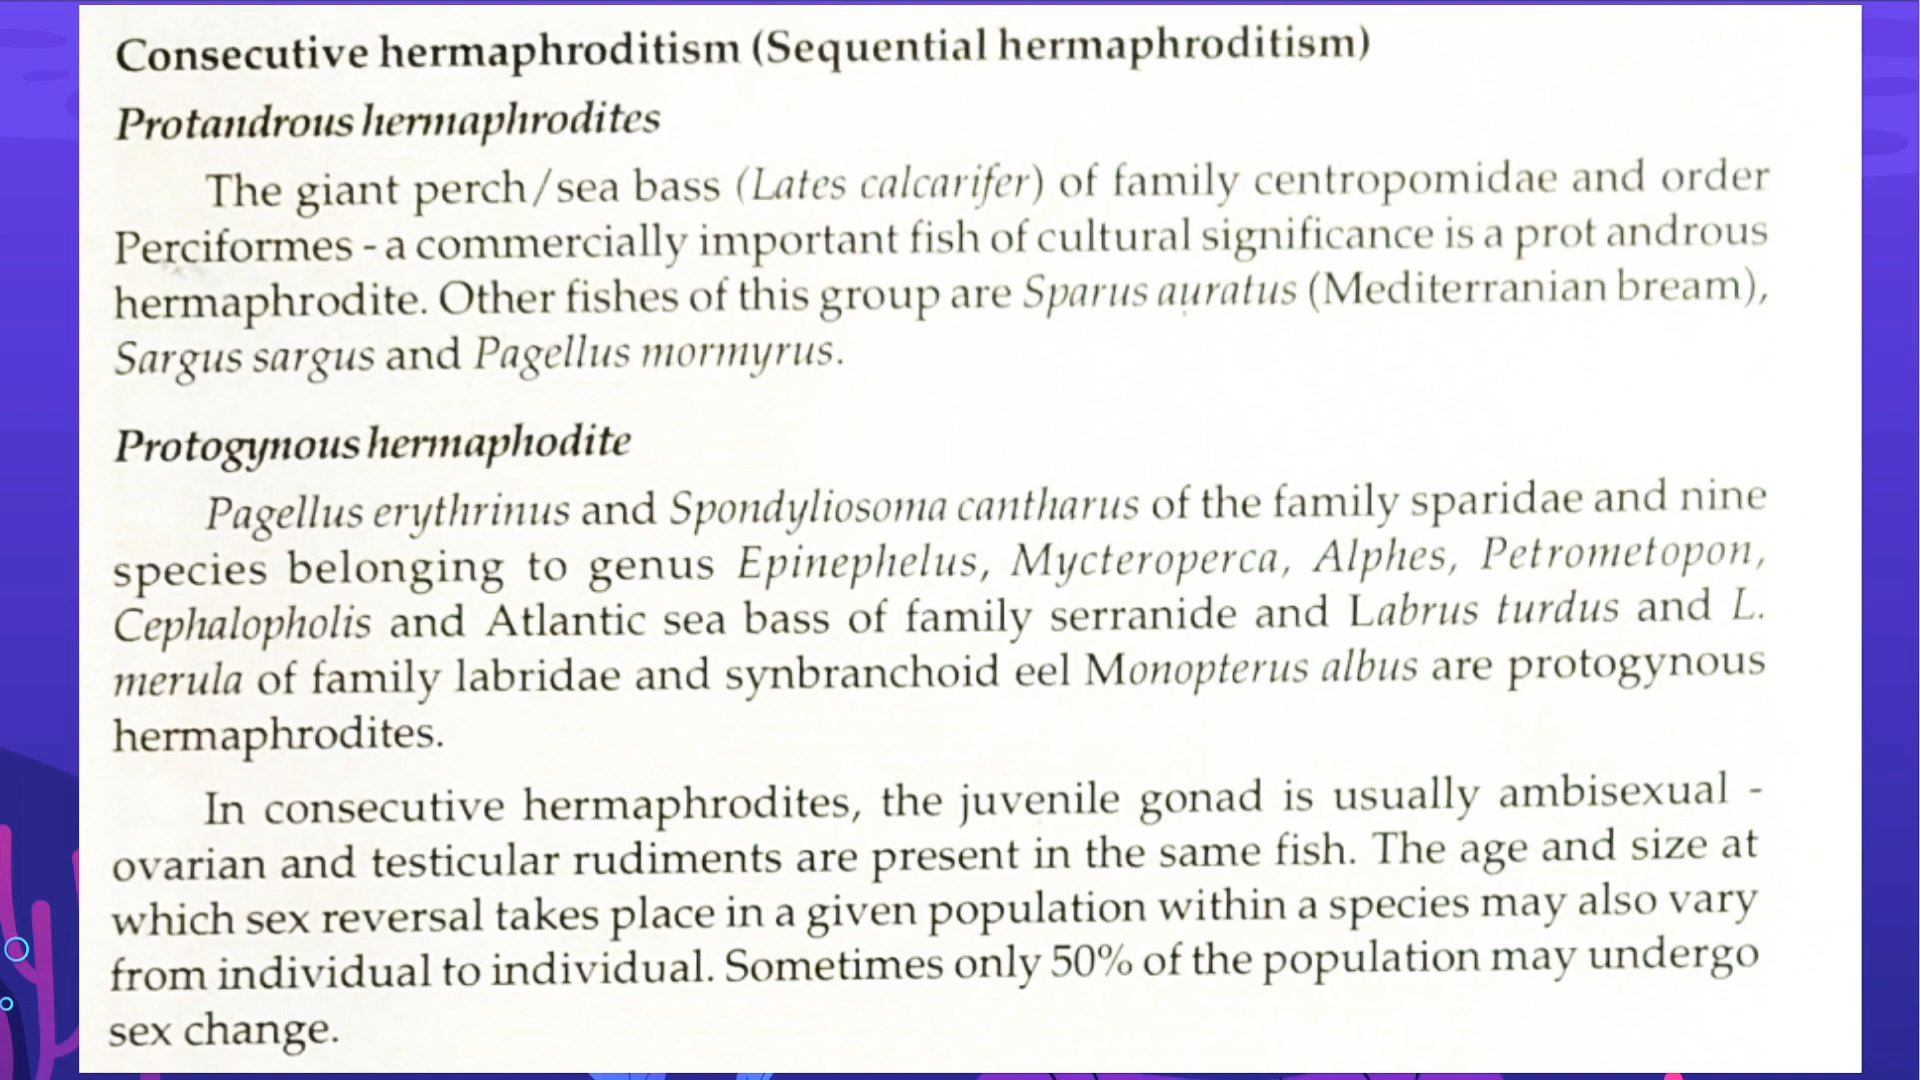 Consecutive hermaphroditism (Sequential hermaphroditism)
Protandrous hermaphrodites
The giant perch/sea bass (Lates calcarifer) of family centropomidae and order
Perciformes - a commercially important fish of cultural significance is a prot androus
hermaphrodite. Other fishes of this group are Sparus auratus (Mediterranian bream),
Sargus sargus and Pagellus mormyrus.
Protogynous hermaphodite
Pagellus erythrinus and Spondyliosoma cantharus of the family sparidae and nine
species belonging to genus Epinephelus, Mycteroperca, Alphes, Petrometopon,
Cephalopholis and Atlantic sea bass of family serranide and Labrus turdus and L.
merula of family labridae and synbranchoid eel Monopterus albus are protogynous
hermaphrodites.
In consecutive hermaphrodites, the juvenile gonad is usually ambisexual -
ovarian and testicular rudiments are present in the same fish. The age and size at
which sex reversal takes place in a given population within a species may also vary
from individual to individual. Sometimes only 50% of the population may undergo
sex change.